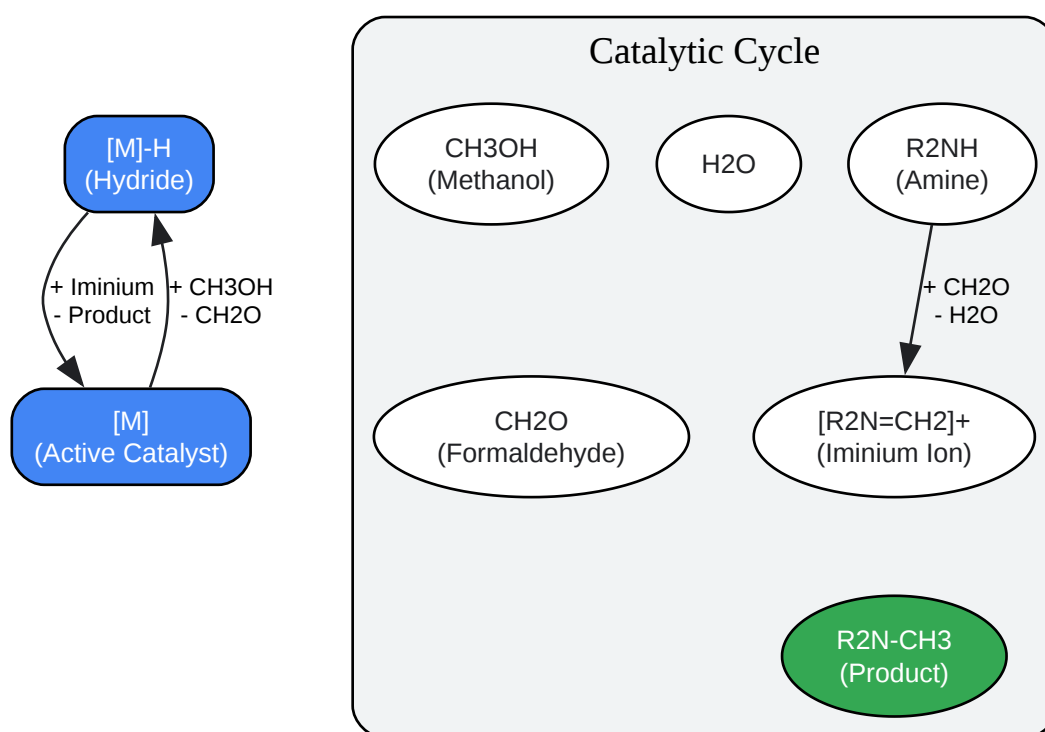 Catalytic Cycle
[M]-H
(Hydride)
CH3OH
(Methanol)
H2O
R2NH
(Amine)
+ Iminium
- Product
+ CH3OH
- CH2O
+ CH2O
- H2O
[M]
(Active Catalyst)
CH2O
(Formaldehyde)
[R2N=CH2]+
(Iminium Ion)
R2N-CH3
(Product)